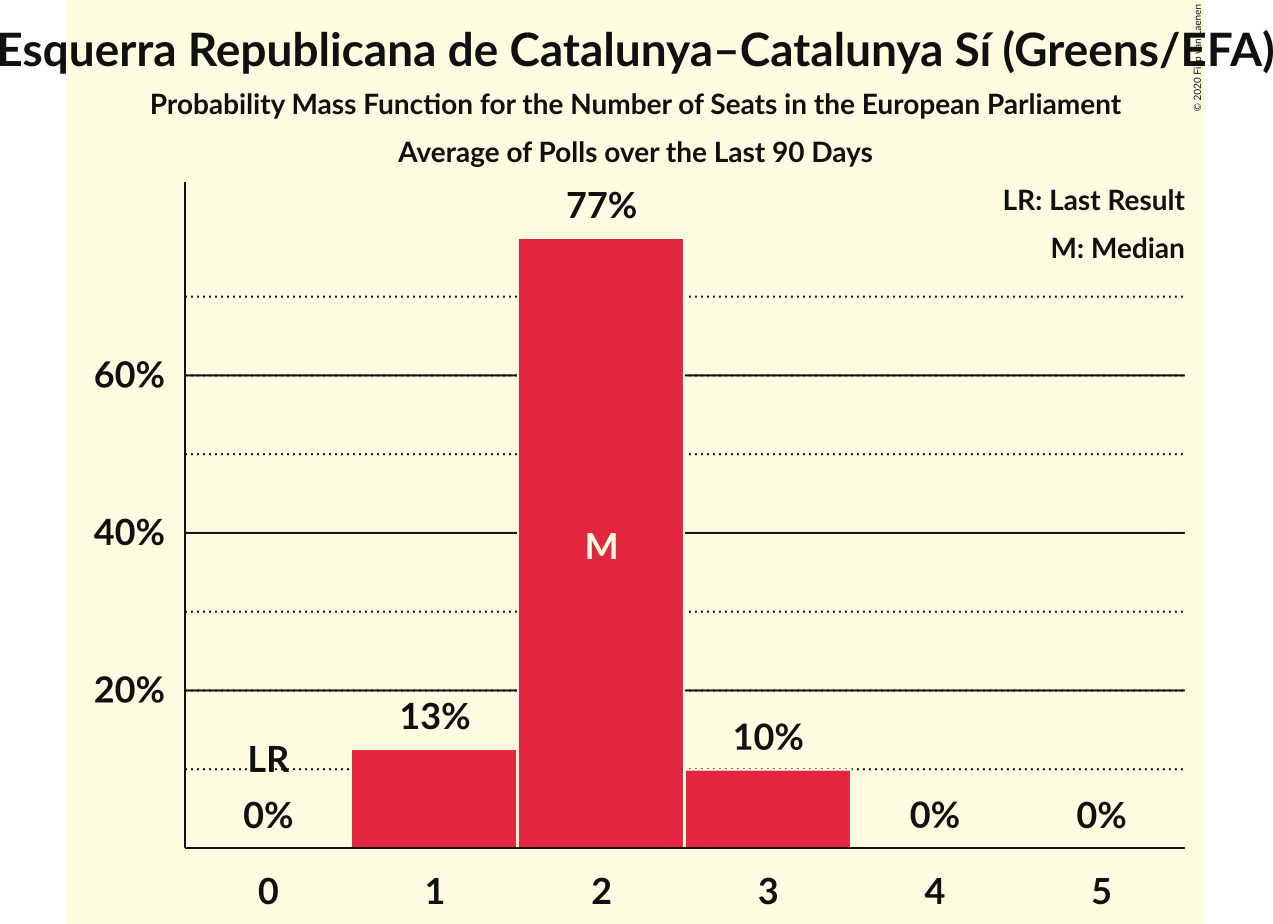 Esquerra Republicana de Catalunya–Catalunya Sí (Greens/EFA)
Probability Mass Function for the Number of Seats in the European Parliament
Average of Polls over the Last 90 Days
© 2020
LR: Last Result
M: Median
77%
60%
40%
M
20%
13%
10%
LR
0%
0%
0%
0 1 2 3 4 5